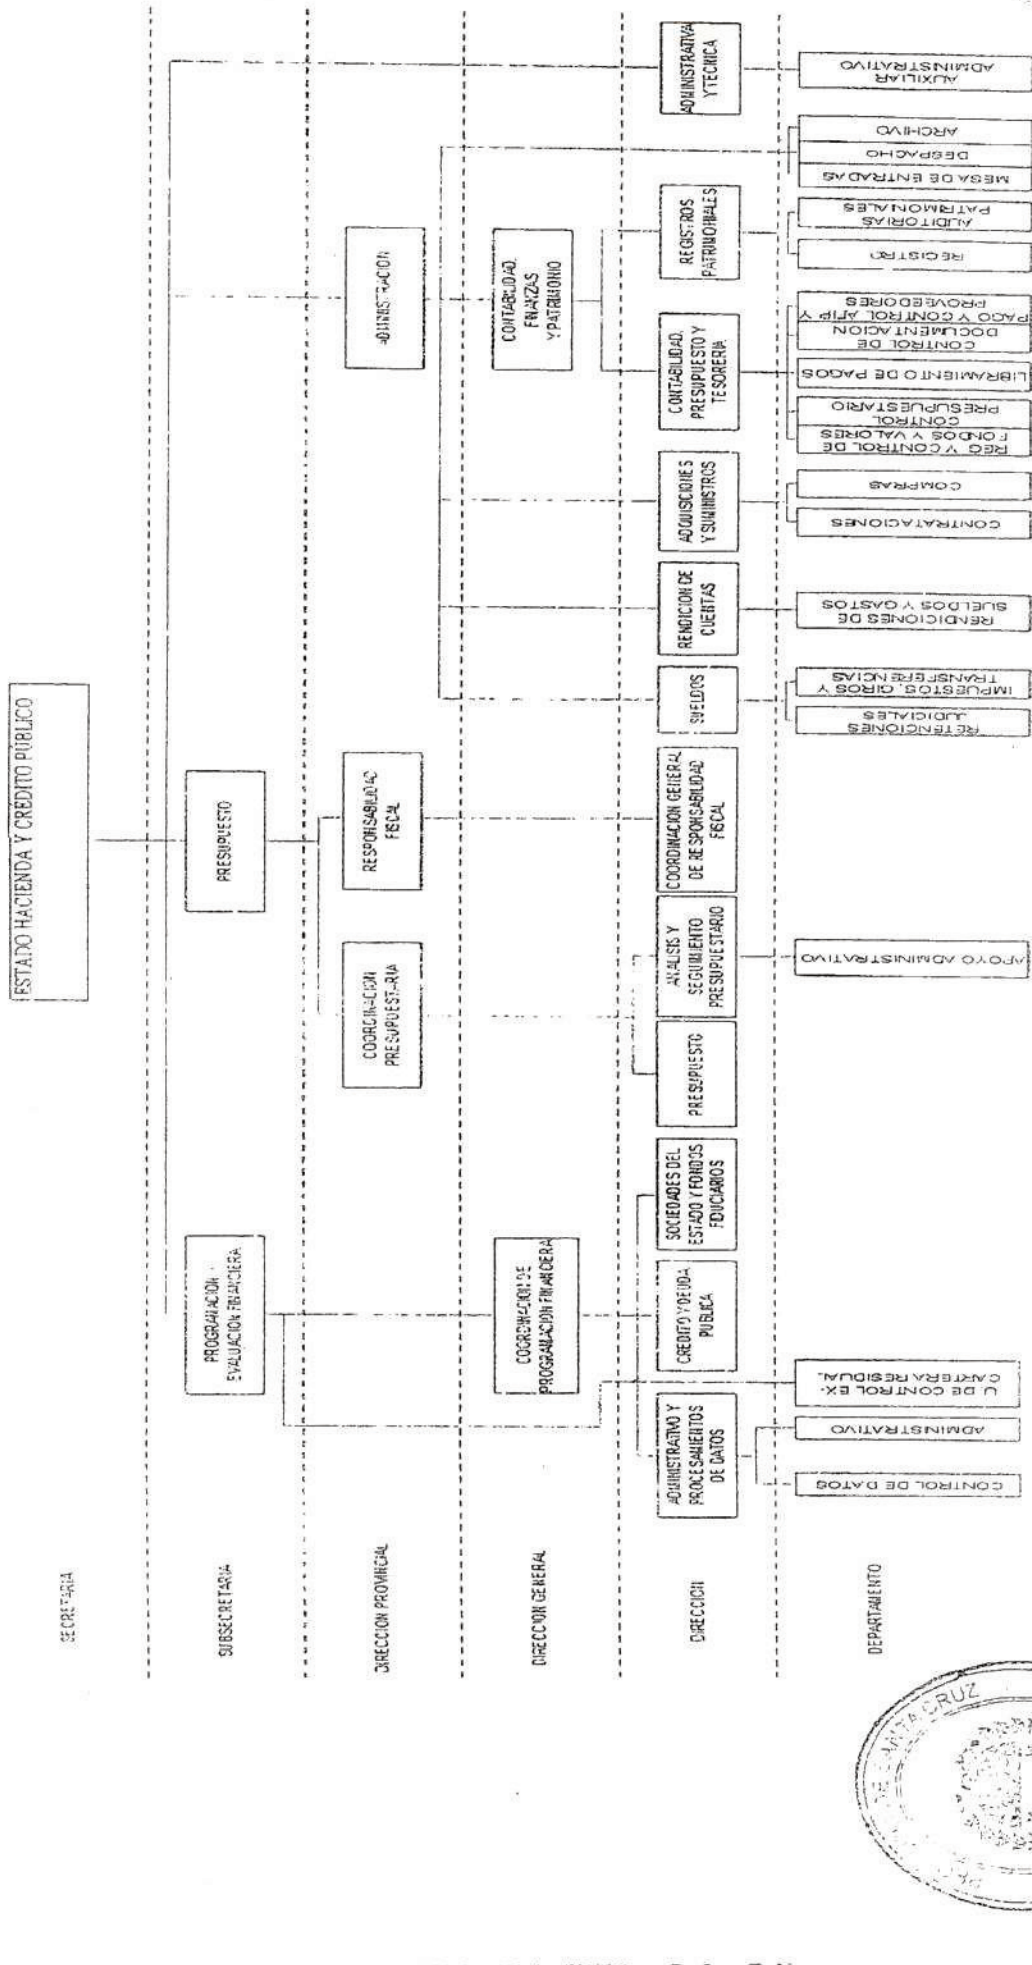 SECRETARIA
ESTADO HACIENDA Y CRÉDITO PÚBLICO
SUBSECRETARIA
PROGRAMACION
EVALUACION FINANCIERA
PRESUPUESTO
DIRECCION PROVINCIAL
COORDINACION
PRESUPUESTARIA
RESPONSABILIDAD
FISCAL
ADMINISTRACION
DIRECCION GENERAL
COORDINACION DE
PROGRAMACION FINANCIERA
CONTABILIDAD,
FINANZAS
Y PATRIMONIO
DIRECCION
ADMINISTRATIVO Y
PROCESAMIENTOS
DE DATOS
CREDITO Y DEUDA
PUBLICA
SOCIEDADES DEL
ESTADO Y FONDOS
FIDUCIARIOS
PRESUPUESTO
ANALISIS Y
SEGUIMIENTO
PRESUPUESTARIO
COORDINACION GENERAL
DE RESPONSABILIDAD
FISCAL
SUELDOS
RENDICION DE
CUENTAS
ADQUISICIONES
Y SUMINISTROS
CONTABILIDAD,
PRESUPUESTO Y
TESORERIA
REGISTROS
PATRIMONIALES
ADMINISTRATIVA
Y TECNICA
DEPARTAMENTO
CONTROL DE DATOS
ADMINISTRATIVO
U. DE CONTROL EX-
CARTERA RESIDUAL
APOYO ADMINISTRATIVO
RETENCIONES
JUDICIALES
IMPUESTOS, GIROS Y
TRANSFERENCIAS
RENDICIONES DE
SUELDOS Y GASTOS
CONTRATACIONES
COMPRAS
REG Y CONTROL DE
FONDOS Y VALORES
CONTROL
PRESUPUESTARIO
LIBRAMIENTO DE PAGOS
CONTROL DE
DOCUMENTACION
PAGO Y CONTROL AFIP Y
PROVEEDORES
REGISTRO
AUDITORIAS
PATRIMONIALES
MESA DE ENTRADAS
DESPACHO
ARCHIVO
AUXILIAR
ADMINISTRATIVO
DE SANTA CRUZ